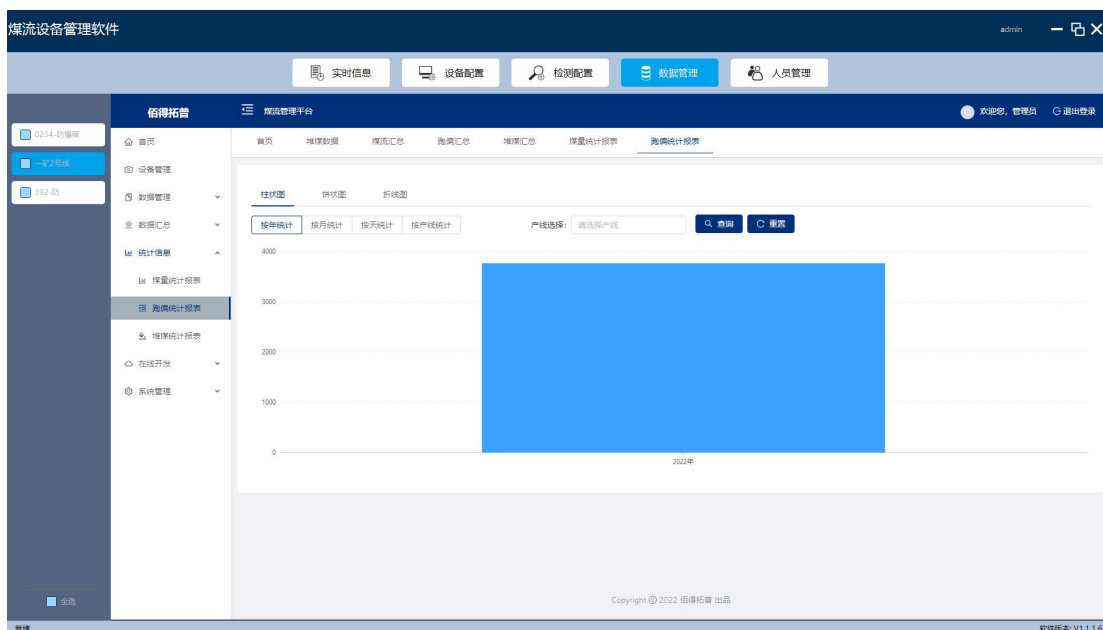 煤流设备管理软件
admin
实时信息
设备配置
检测配置
数据管理
人员管理
佰得拓普
煤流管理平台
欢迎您，管理员
退出登录
0234-防爆箱
一矿2号线
392-防
首页
设备管理
数据管理
数据汇总
统计信息
煤量统计报表
跑偏统计报表
堆煤统计报表
在线开发
系统管理
首页
堆煤数据
煤流汇总
跑偏汇总
堆煤汇总
煤量统计报表
跑偏统计报表
柱状图
饼状图
折线图
按年统计
按月统计
按天统计
按产线统计
产线选择：
请选择产线
查询
重置
4000
3000
2000
1000
0
2022年
全选
Copyright © 2022 佰得拓普 出品
就绪
软件版本: V1.1.1.6